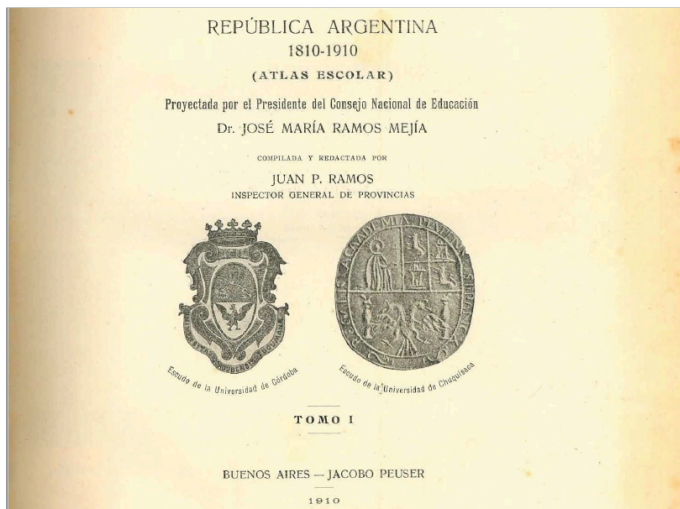 REPÚBLICA ARGENTINA
1810-1910
(ATLAS ESCOLAR)
Proyectada por el Presidente del Consejo Nacional de Educación
Dr. JOSÉ MARÍA RAMOS MEJÍA
COMPILADA Y REDACTADA POR
JUAN P. RAMOS
INSPECTOR GENERAL DE PROVINCIAS
Escudo de la Universidad de Córdoba
Escudo de la Universidad de Chuquisaca
TOMO I
BUENOS AIRES — JACOBO PEUSER
1910